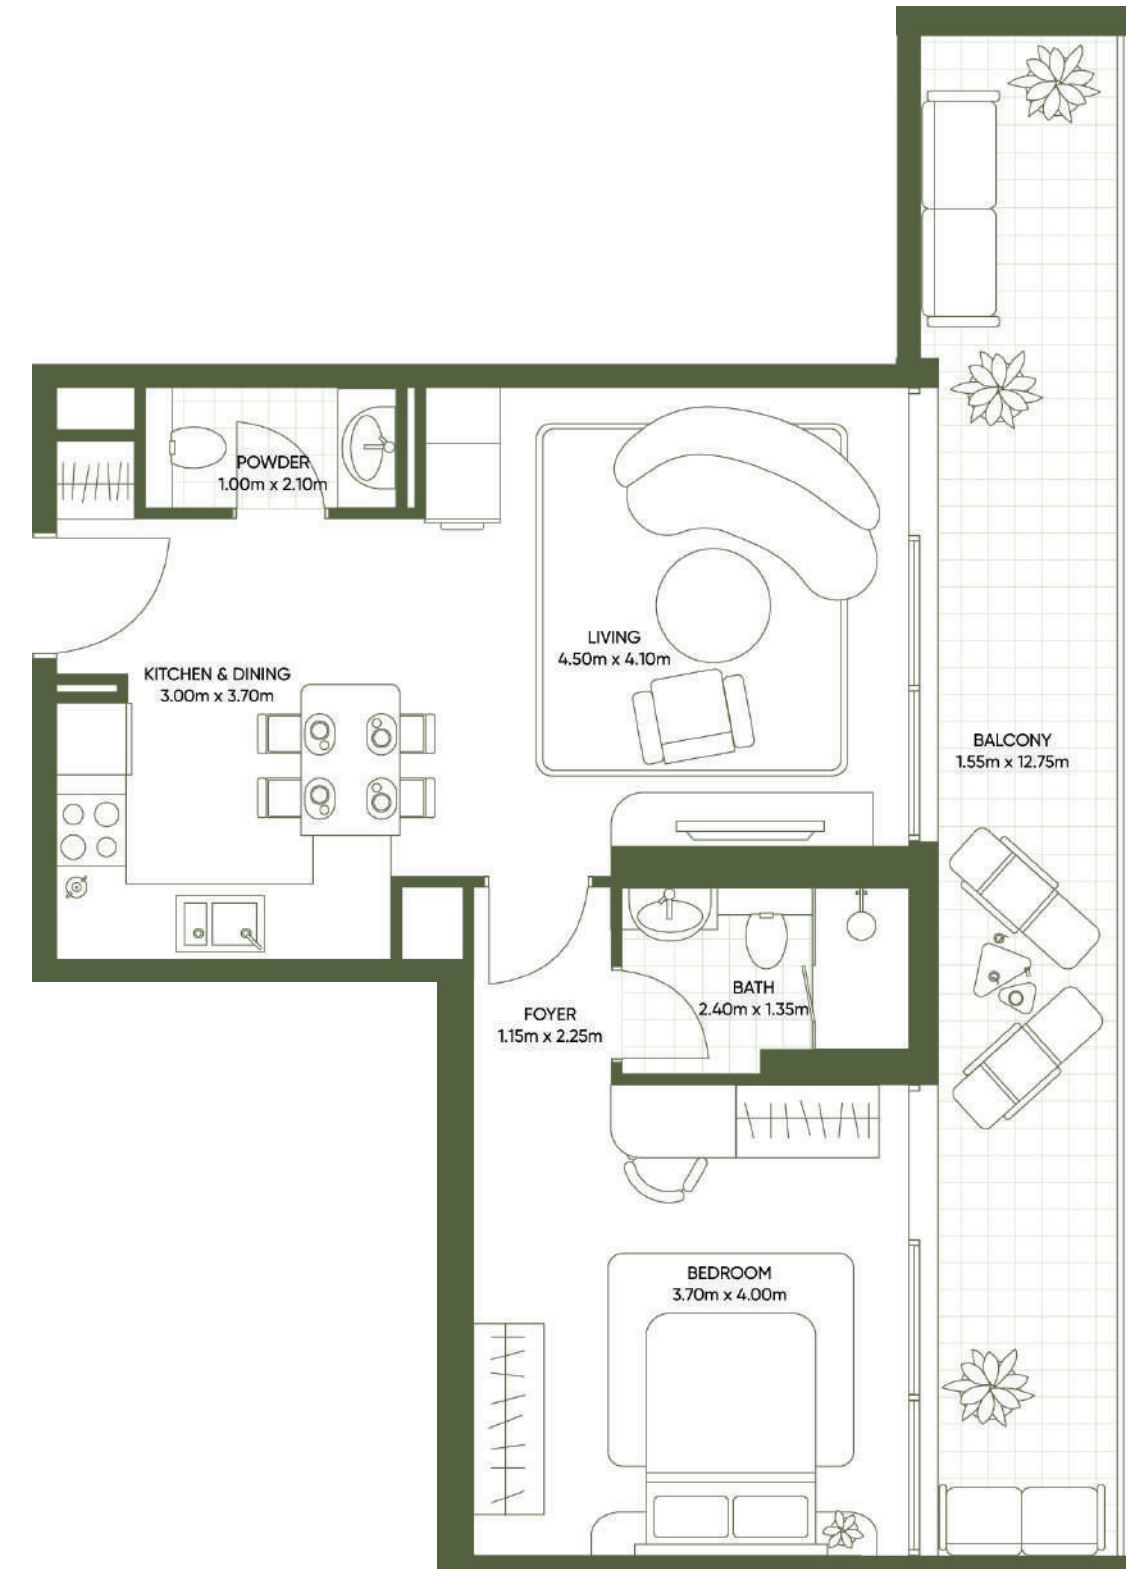 POWDER
1.00m x 2.10m
LIVING
4.50m x 4.10m
KITCHEN & DINING
3.00m x 3.70m
BALCONY
1.55m x 12.75m
BATH
2.40m x 1.35m
FOYER
1.15m x 2.25m
BEDROOM
3.70m x 4.00m